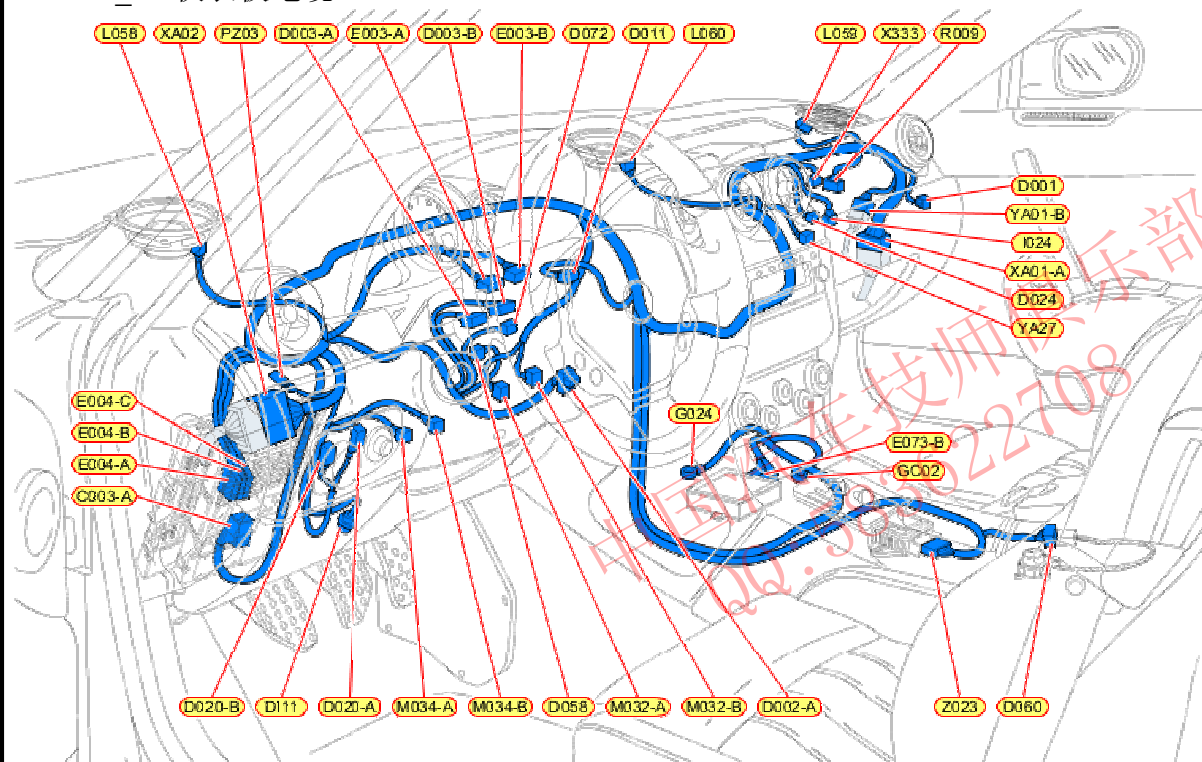 L058 XA02 PZ03 D003-A E003-A D003-B E003-B D072 D011 L060 L059 X333 R009
D001
YA01-B
I024
XA01-A
D024
YA27
E004-C
E004-B
E004-A
C003-A
G024
E073-B
GC02
D020-B D111 D020-A M034-A M034-B D058 M032-A M032-B D002-A Z023 D060
中国汽车技师俱乐部